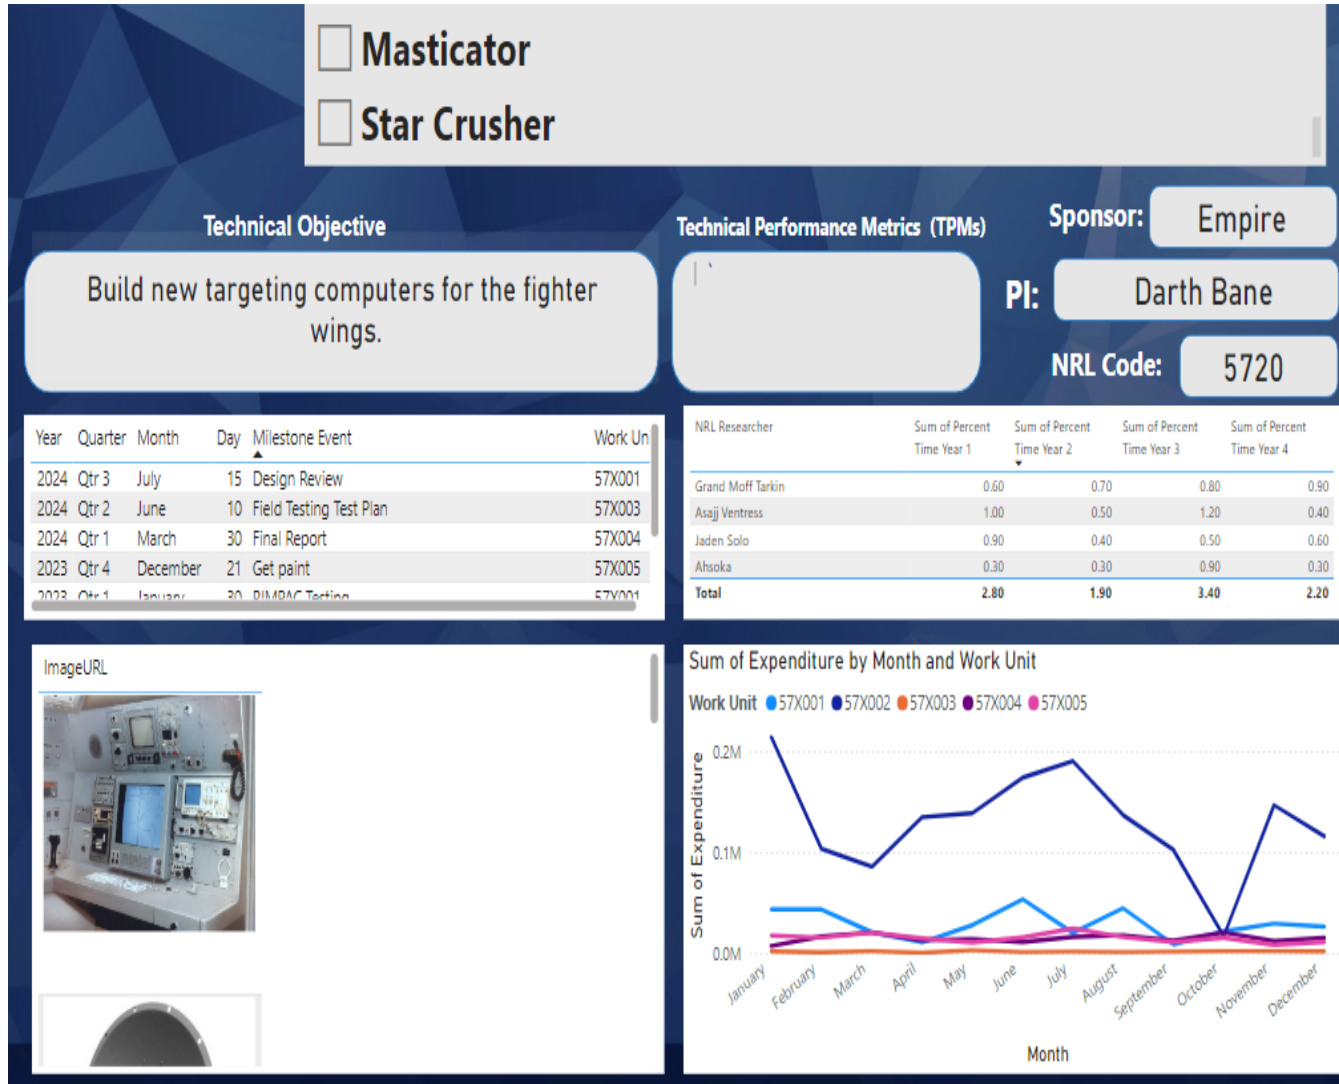 Masticator
Star Crusher
Technical Objective
Technical Performance Metrics (TPMs)
Sponsor: Empire
Build new targeting computers for the fighter
wings.
PI: Darth Bane
NRL Code: 5720
Year Quarter Month Day Milestone Event Work Un
2024 Qtr 3 July 15 Design Review 57X001
2024 Qtr 2 June 10 Field Testing Test Plan 57X003
2024 Qtr 1 March 30 Final Report 57X004
2023 Qtr 4 December 21 Get paint 57X005
2023 Qtr 1 January 30 RIMPAC Testing 57X001
NRL Researcher Sum of Percent Sum of Percent Sum of Percent Sum of Percent
Time Year 1 Time Year 2 Time Year 3 Time Year 4
Grand Moff Tarkin 0.60 0.70 0.80 0.90
Asajj Ventress 1.00 0.50 1.20 0.40
Jaden Solo 0.90 0.40 0.50 0.60
Ahsoka 0.30 0.30 0.90 0.30
Total 2.80 1.90 3.40 2.20
ImageURL
Sum of Expenditure by Month and Work Unit
Work Unit 57X001 57X002 57X003 57X004 57X005
Sum of Expenditure
0.2M
0.1M
0.0M
January February March April May June July August September October November December
Month